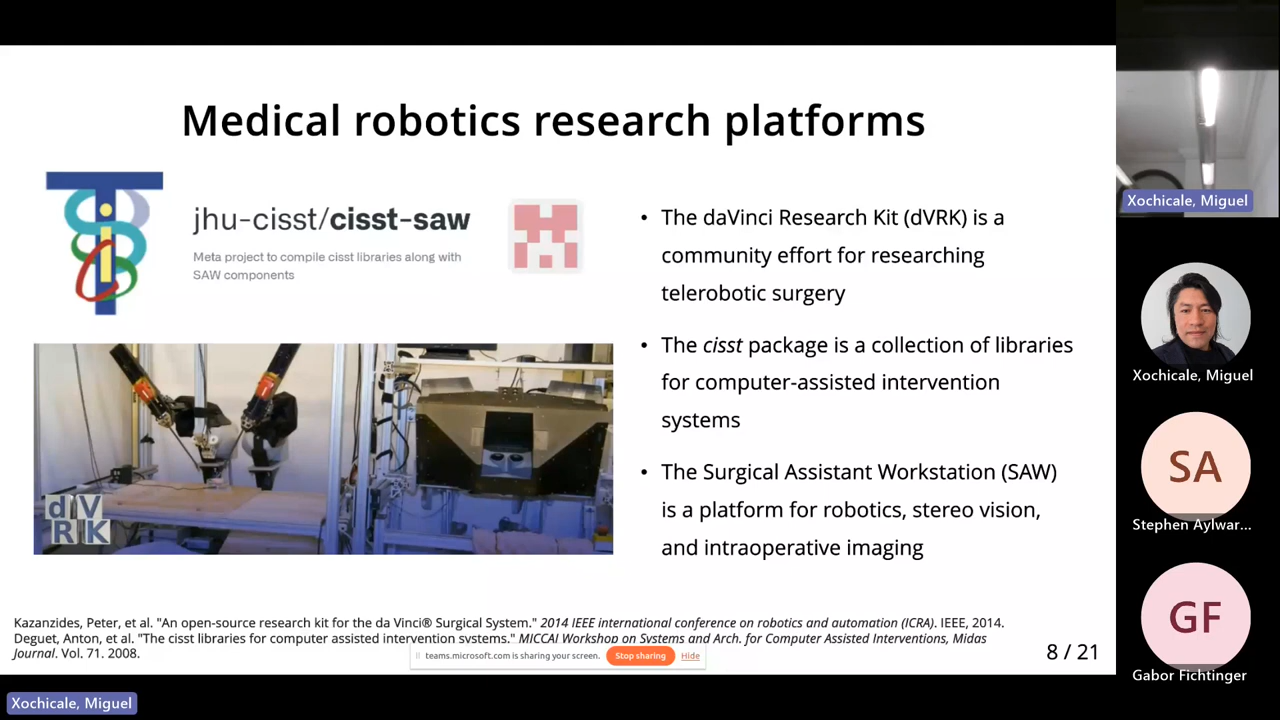 Medical robotics research platforms
jhu-cisst/cisst-saw
Meta project to compile cisst libraries along with
SAW components
dV
RK
• The daVinci Research Kit (dVRK) is a
community effort for researching
telerobotic surgery
• The cisst package is a collection of libraries
for computer-assisted intervention
systems
• The Surgical Assistant Workstation (SAW)
is a platform for robotics, stereo vision,
and intraoperative imaging
Kazanzides, Peter, et al. "An open-source research kit for the da Vinci® Surgical System." 2014 IEEE international conference on robotics and automation (ICRA). IEEE, 2014.
Deguet, Anton, et al. "The cisst libraries for computer assisted intervention systems." MICCAI Workshop on Systems and Arch. for Computer Assisted Interventions, Midas
Journal. Vol. 71. 2008.
teams.microsoft.com is sharing your screen. Stop sharing Hide
8 / 21
Xochicale, Miguel
Xochicale, Miguel
Xochicale, Miguel
SA
Stephen Aylwar...
GF
Gabor Fichtinger